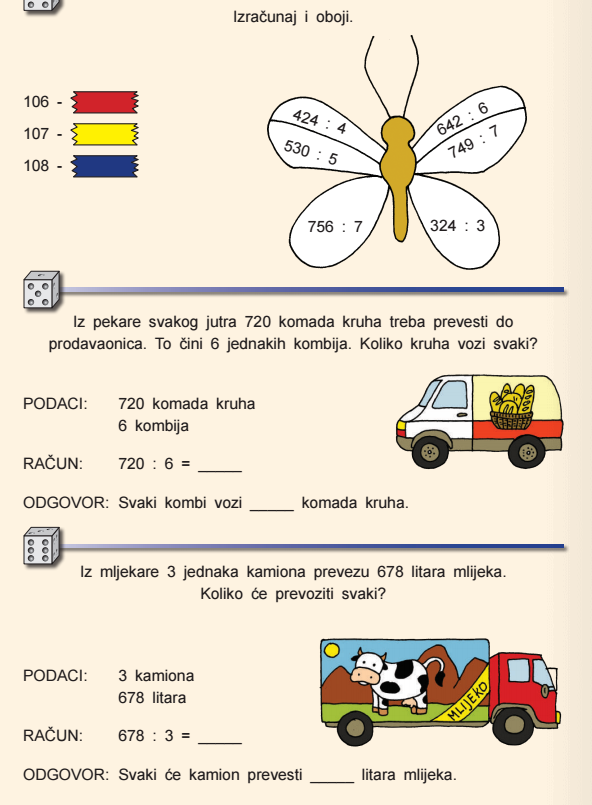 Izračunaj i oboji.
106 -
107 -
108 -
424 : 4
530 : 5
642 : 6
749 : 7
756 : 7
324 : 3
Iz pekare svakog jutra 720 komada kruha treba prevesti do
prodavaonica. To čini 6 jednakih kombija. Koliko kruha vozi svaki?
PODACI: 720 komada kruha
6 kombija
RAČUN: 720 : 6 = _____
ODGOVOR: Svaki kombi vozi _____ komada kruha.
Iz mljekare 3 jednaka kamiona prevezu 678 litara mlijeka.
Koliko će prevoziti svaki?
PODACI: 3 kamiona
678 litara
MLIJEKO
RAČUN: 678 : 3 = _____
ODGOVOR: Svaki će kamion prevesti _____ litara mlijeka.